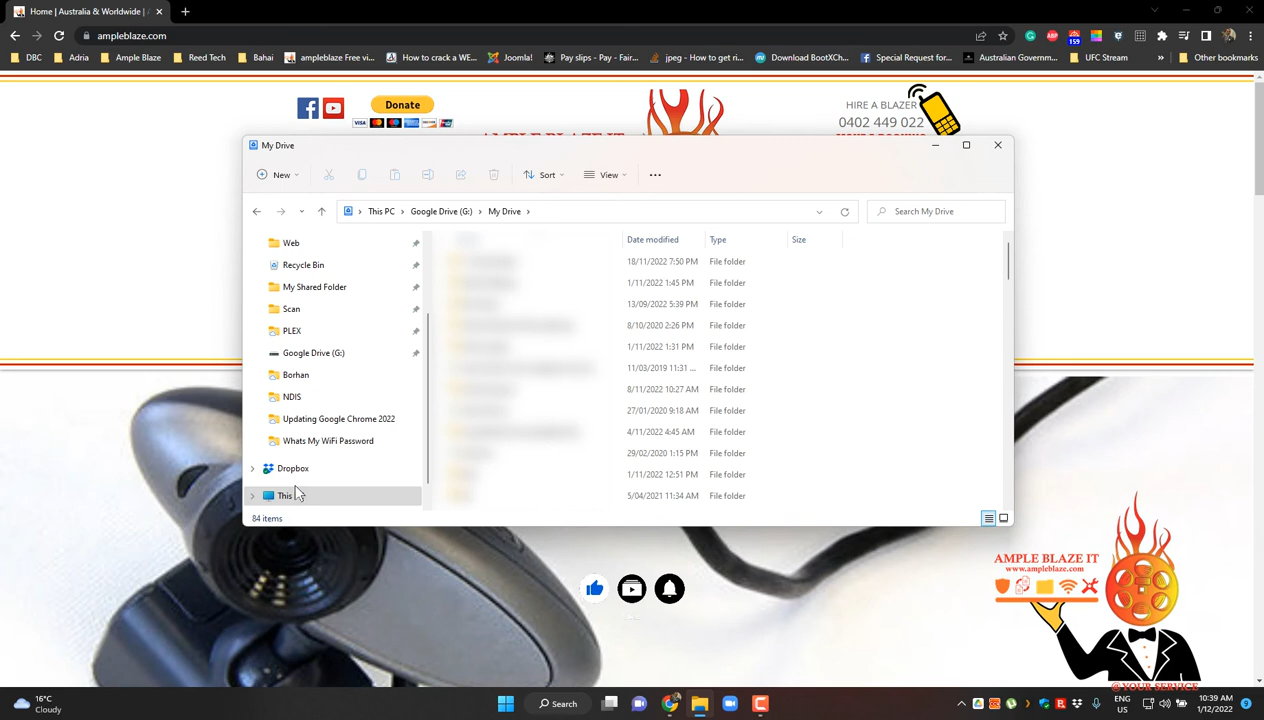 Home | Australia & Worldwide |
ampleblaze.com
159
DBC
Adria
Ample Blaze
Reed Tech
Bahai
ampleblaze Free vi...
How to crack a WE...
Joomla!
Pay slips - Pay - Fair...
jpeg - How to get ri...
Download BootXCh...
Special Request for...
Australian Governm...
UFC Stream
»
Other bookmarks
Donate
VISA
HIRE A BLAZER
0402 449 022
AMPLE BLAZE IT
My Drive
New
Sort
View
This PC > Google Drive (G:) > My Drive >
Search My Drive
Date modified
Type
Size
Web
Recycle Bin
My Shared Folder
Scan
PLEX
Google Drive (G:)
Borhan
NDIS
Updating Google Chrome 2022
Whats My WiFi Password
Dropbox
This
18/11/2022 7:50 PM File folder
1/11/2022 1:45 PM File folder
13/09/2022 5:39 PM File folder
8/10/2020 2:26 PM File folder
1/11/2022 1:31 PM File folder
11/03/2019 11:31 ... File folder
8/11/2022 10:27 AM File folder
27/01/2020 9:18 AM File folder
4/11/2022 4:45 AM File folder
29/02/2020 1:15 PM File folder
1/11/2022 12:51 PM File folder
5/04/2021 11:34 AM File folder
84 items
AMPLE BLAZE IT
www.ampleblaze.com
@YOUR SERVICE
16°C
Cloudy
Search
ENG
US
10:39 AM
1/12/2022